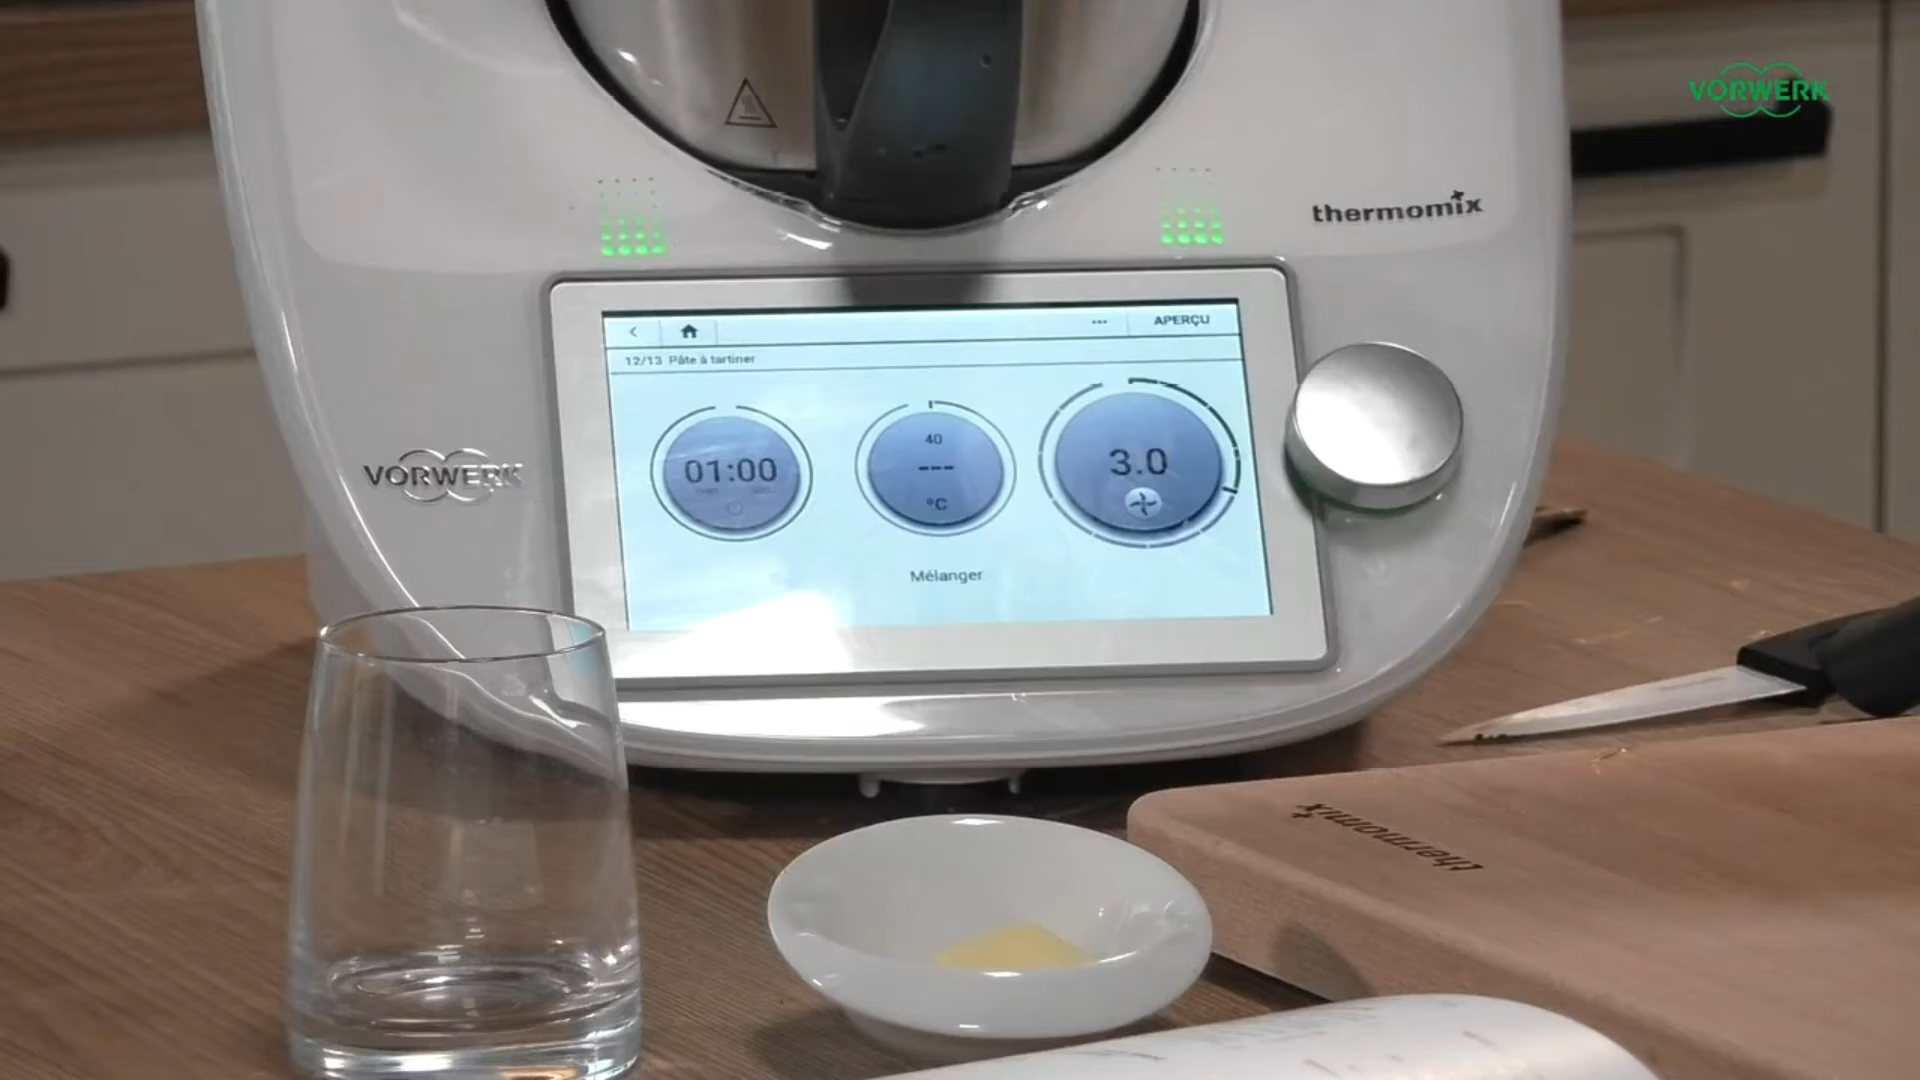 VORWERK
thermomix
< ... APERÇU
12/13 Pâte à tartiner
01:00
40
---
°C
3.0
Mélanger
VORWERK
thermomix